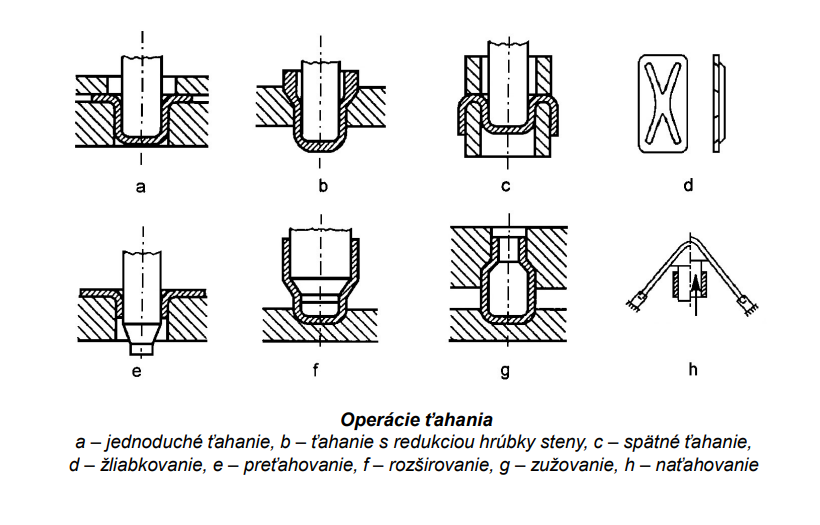 a
b
c
d
e
f
g
h
Operácie ťahania
a – jednoduché ťahanie, b – ťahanie s redukciou hrúbky steny, c – spätné ťahanie,
d – žliabkovanie, e – preťahovanie, f – rozširovanie, g – zužovanie, h – naťahovanie